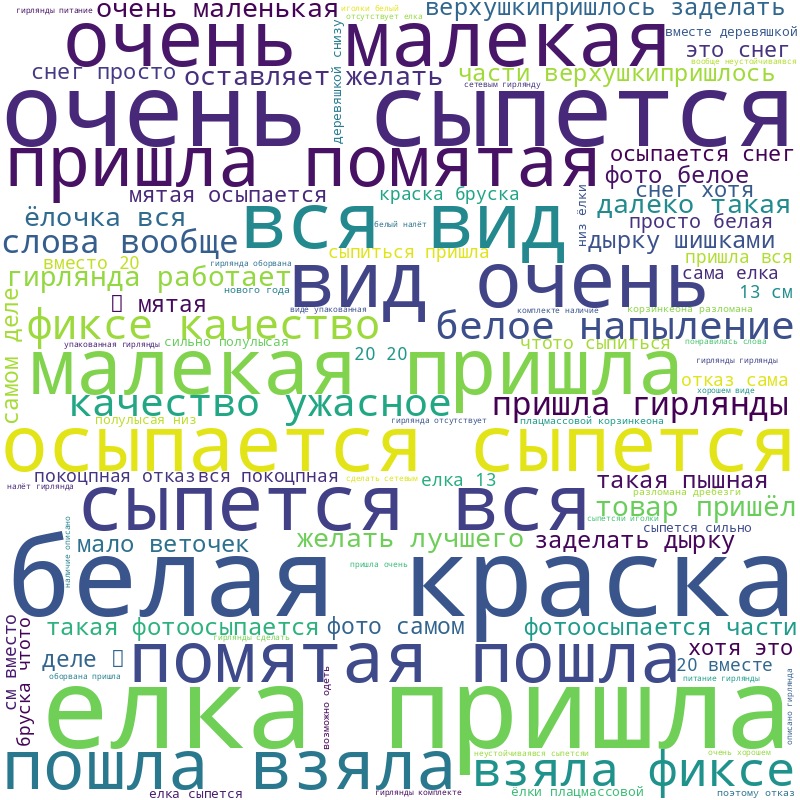 гирлянды питание
очень маленькая
иголки белый
верхушкипришлось заделать
отсутствует елка
очень малекая
вместе деревяшкой
это снег
деревяшкой снизу
снег просто
оставляет желать
части верхушкипришлось
вообще неустойчиваявся
сетевым гирлянду
очень сыпется
пришла помятая
осыпается снег
фото белое
мятая осыпается
краска бруска
низ ёлки
снег хотя
далеко такая
ёлочка вся
вся вид
белый налёт
просто белая
слова вообще
дырку шишками
сыпиться пришла
вместо 20
гирлянда оборвана
пришла вся
гирлянда работает
вид очень
сама елка
нового года
13 см
мятая
самом деле
виде упакованная
комплекте наличие
корзинкеона разломана
фиксе качество
белое напыление
упакованная гирлянды
сильно полулысая
20 20
чтото сыпиться
понравилась слова
малекая пришла
гирлянды гирлянды
отказ сама
хорошем виде
качество ужасное
пришла гирлянды
полулысая низ
гирлянда отсутствует
плацмассовой корзинкеона
осыпается сыпется
покоцпная отказ
вся покоцпная
сделать сетевым
елка 13
такая пышная
налёт гирлянда
сыпется вся
разломана дребезги
товар пришёл
сыпетсяи иголки
сыпется сильно
наличие описано
мало веточек
желать лучшего
заделать дырку
белая краска
пришла очень
см вместо
такая фотоосыпается
фото самом
фотоосыпается части
гирлянды сделать
бруска чтото
деле
помятая пошла
хотя это
20 вместе
оборвана пришла
питание гирлянды
возможно одеть
описано гирлянда
елка пришла
пошла взяла
неустойчиваявся сыпетсяи
очень хорошем
взяла фиксе
елка сыпется
гирлянды комплекте
ёлки плацмассовой
поэтому отказ